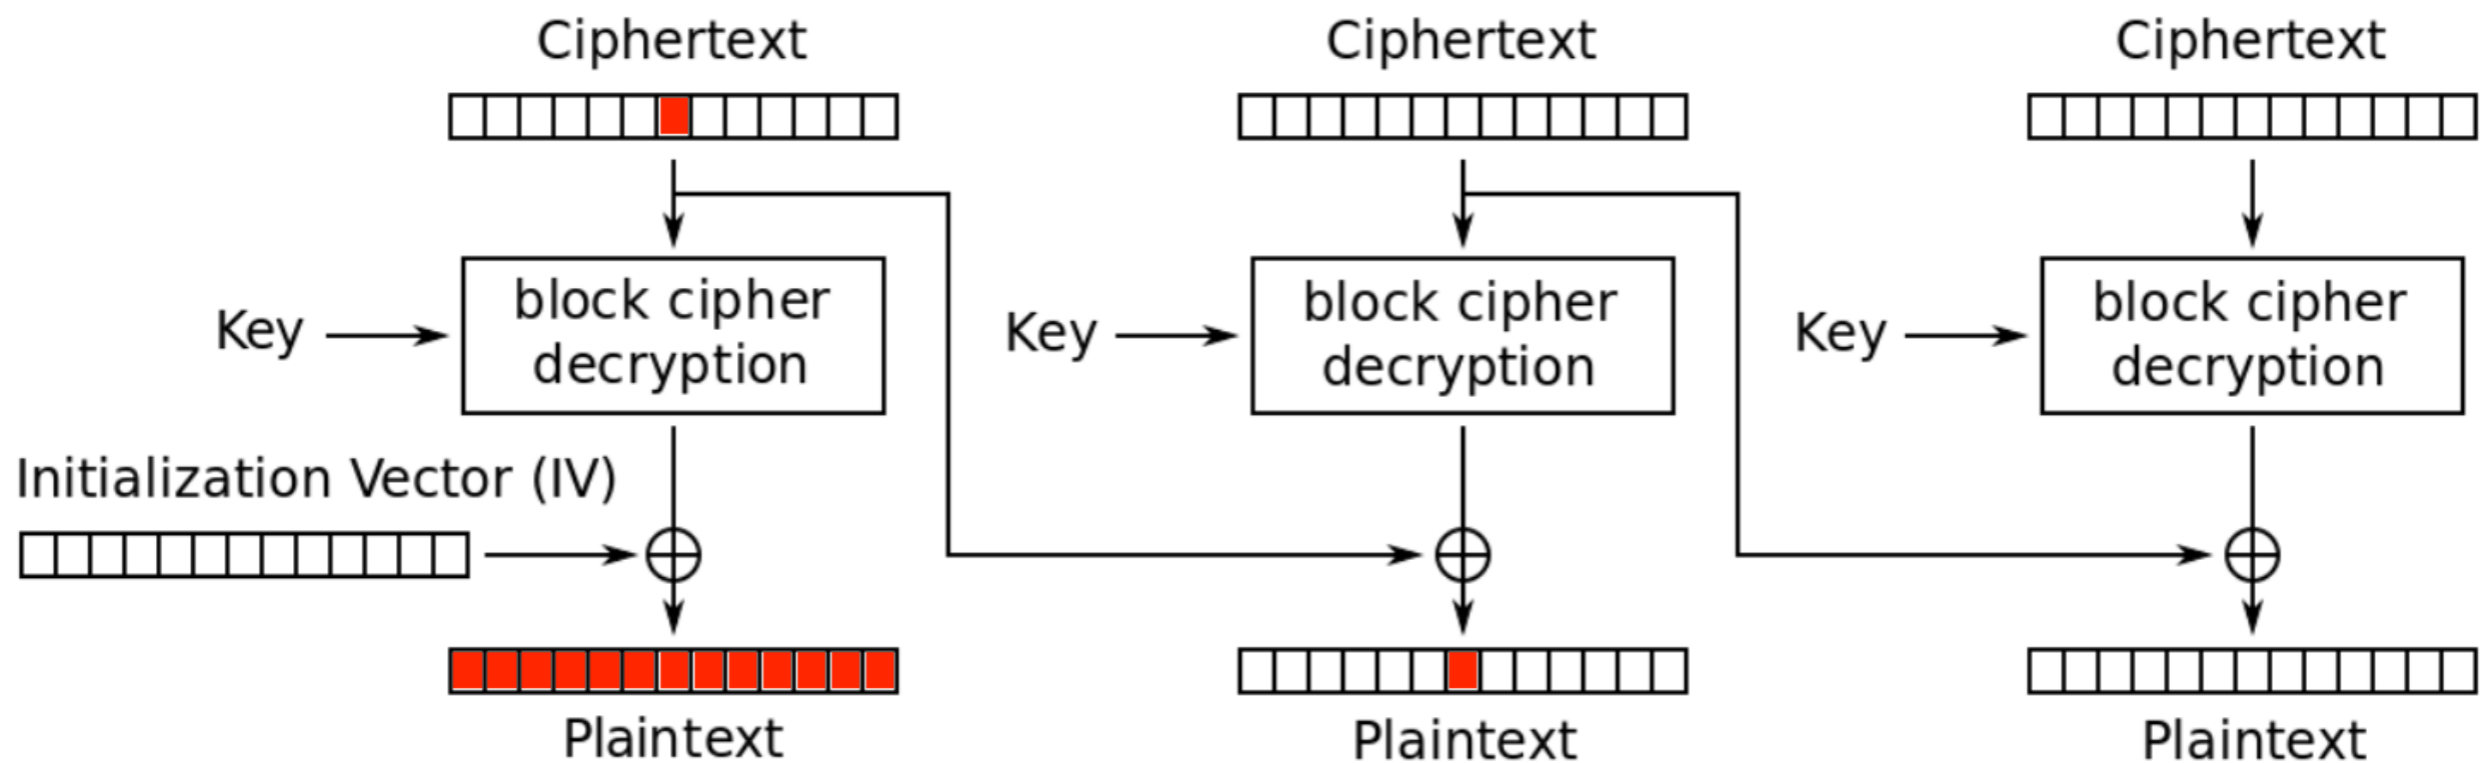 Ciphertext
Ciphertext
Ciphertext
Key
block cipher
decryption
Key
block cipher
decryption
Key
block cipher
decryption
Initialization Vector (IV)
Plaintext
Plaintext
Plaintext